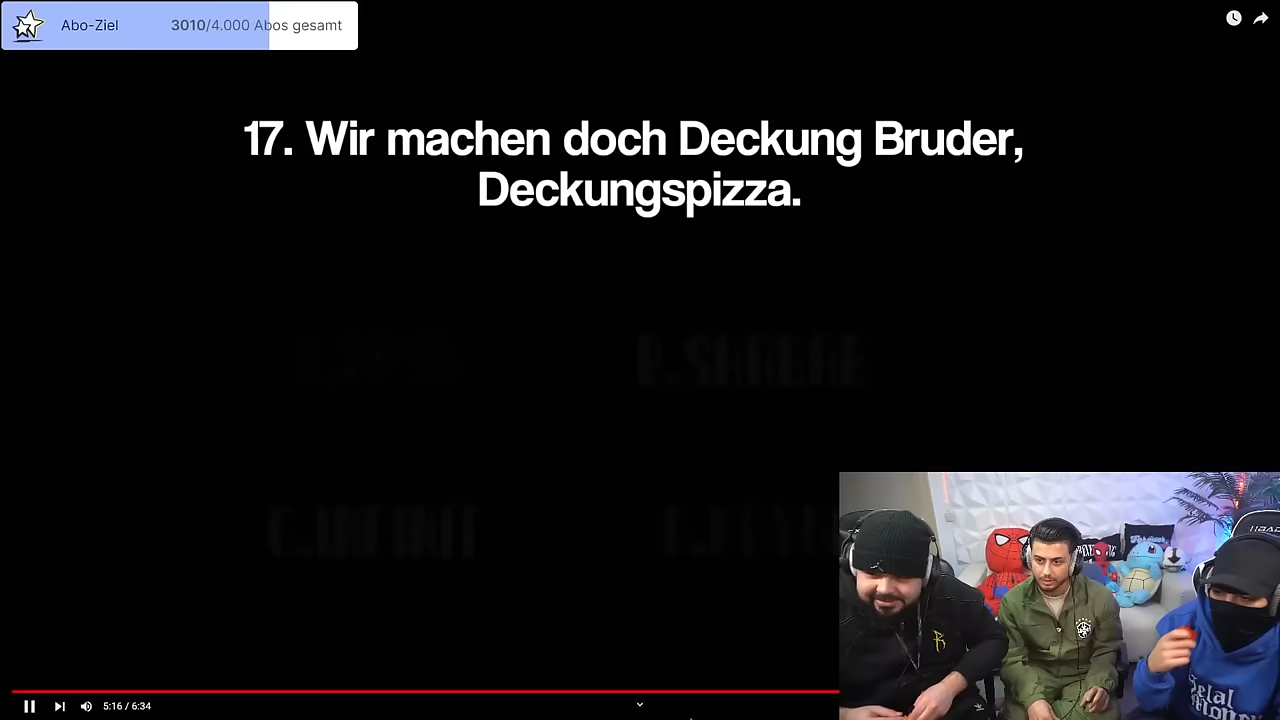 Abo-Ziel
3010/4.000 Abos gesamt
17. Wir machen doch Deckung Bruder,
Deckungspizza.
5:16 / 6:34